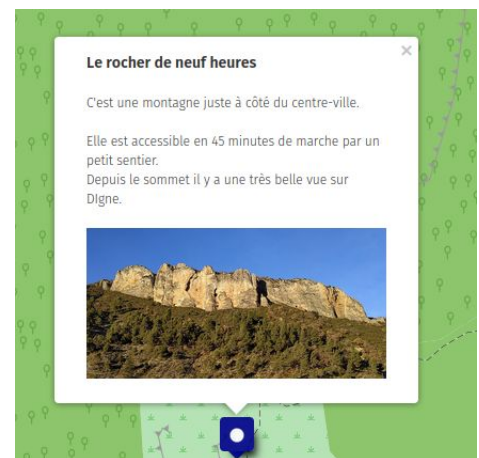 Le rocher de neuf heures
×
C'est une montagne juste à côté du centre-ville.
Elle est accessible en 45 minutes de marche par un
petit sentier.
Depuis le sommet il y a une très belle vue sur
DIgne.